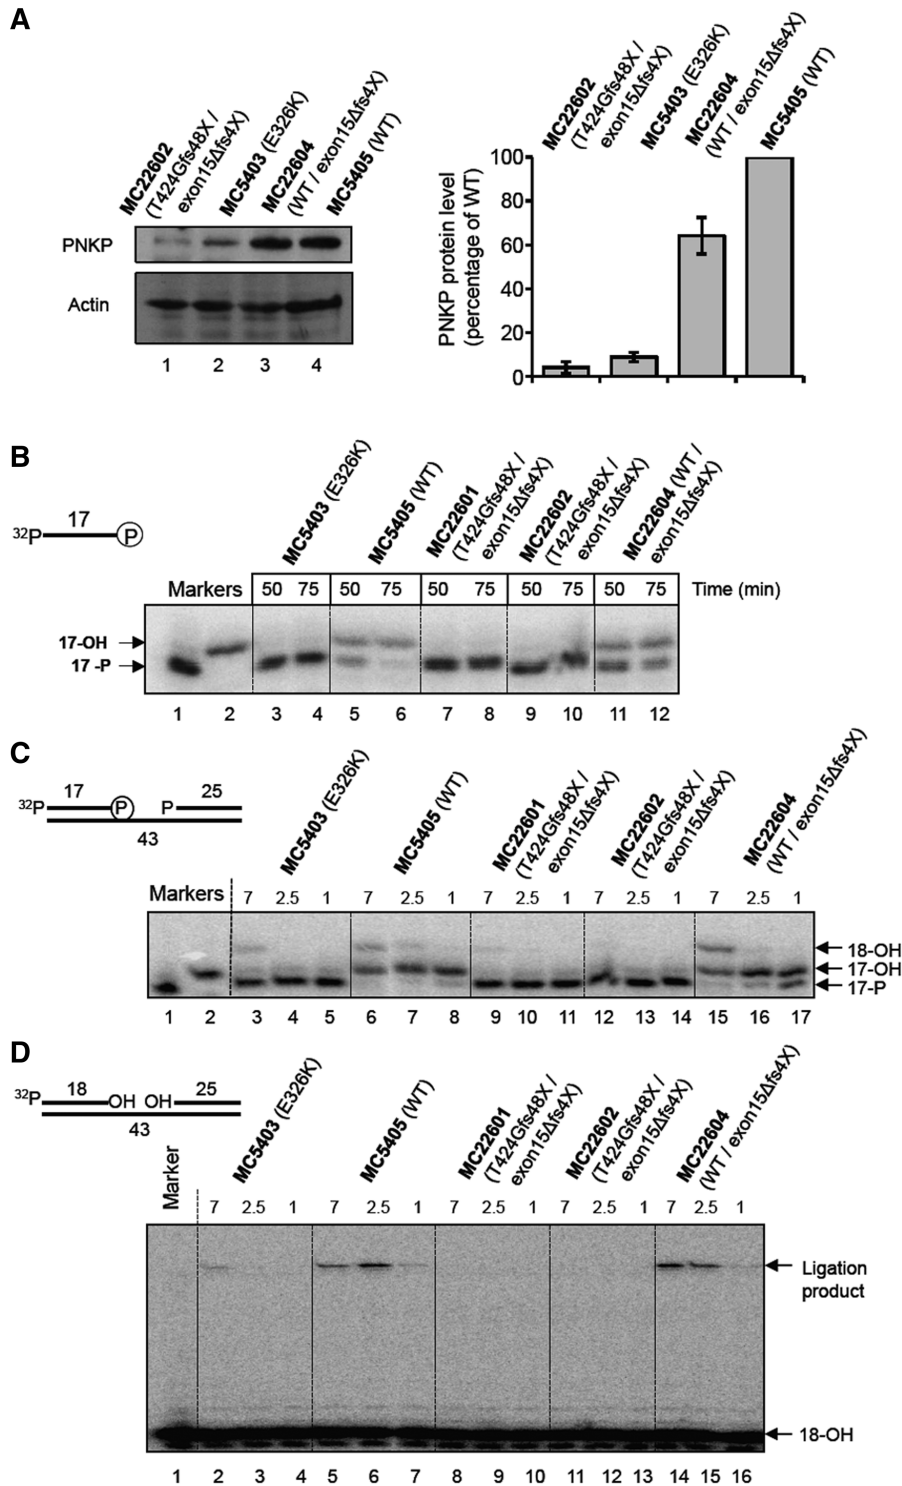 A
MC22602
(T424Gfs48X /
exon15Δfs4X)
MC5403 (E326K)
MC22604
(WT / exon15Δfs4X)
MC5405 (WT)
PNKP
Actin
1 2 3 4
MC22602
(T424Gfs48X /
exon15Δfs4X)
MC5403 (E326K)
MC22604
(WT / exon15Δfs4X)
MC5405 (WT)
PNKP protein level
(percentage of WT)
100
80
60
40
20
0
B
17
32P P
MC5403 (E326K)
MC5405 (WT)
MC22601
(T424Gfs48X /
exon15Δfs4X)
MC22602
(T424Gfs48X /
exon15Δfs4X)
MC22604 (WT /
exon15Δfs4X)
Markers 50 75 50 75 50 75 50 75 50 75 Time (min)
17-OH
17 -P
1 2 3 4 5 6 7 8 9 10 11 12
C
17 25
32P P P
43
MC5403 (E326K)
MC5405 (WT)
MC22601
(T424Gfs48X /
exon15Δfs4X)
MC22602
(T424Gfs48X /
exon15Δfs4X)
MC22604
(WT / exon15Δfs4X)
Markers 7 2.5 1 7 2.5 1 7 2.5 1 7 2.5 1 7 2.5 1
18-OH
17-OH
17-P
1 2 3 4 5 6 7 8 9 10 11 12 13 14 15 16 17
D
18 25
32P OH OH
43
MC5403 (E326K)
MC5405 (WT)
MC22601
(T424Gfs48X /
exon15Δfs4X)
MC22602
(T424Gfs48X /
exon15Δfs4X)
MC22604
(WT / exon15Δfs4X)
Marker
7 2.5 1 7 2.5 1 7 2.5 1 7 2.5 1 7 2.5 1
Ligation
product
18-OH
1 2 3 4 5 6 7 8 9 10 11 12 13 14 15 16